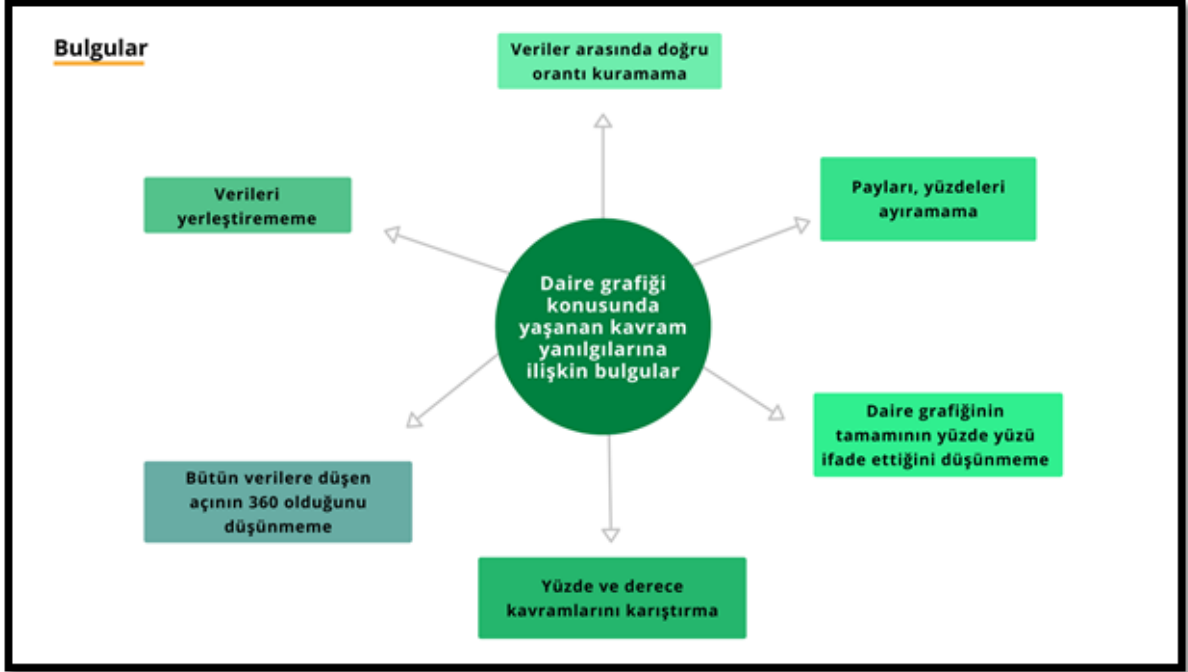 Bulgular
Veriler arasında doğru
orantı kuramama
Verileri
yerleştirememe
Payları, yüzdeleri
ayıramama
Daire grafiği
konusunda
yaşanan kavram
yanılgılarına
ilişkin bulgular
Daire grafiğinin
tamamının yüzde yüzü
ifade ettiğini düşünmeme
Bütün verilere düşen
açının 360 olduğunu
düşünmeme
Yüzde ve derece
kavramlarını karıştırma